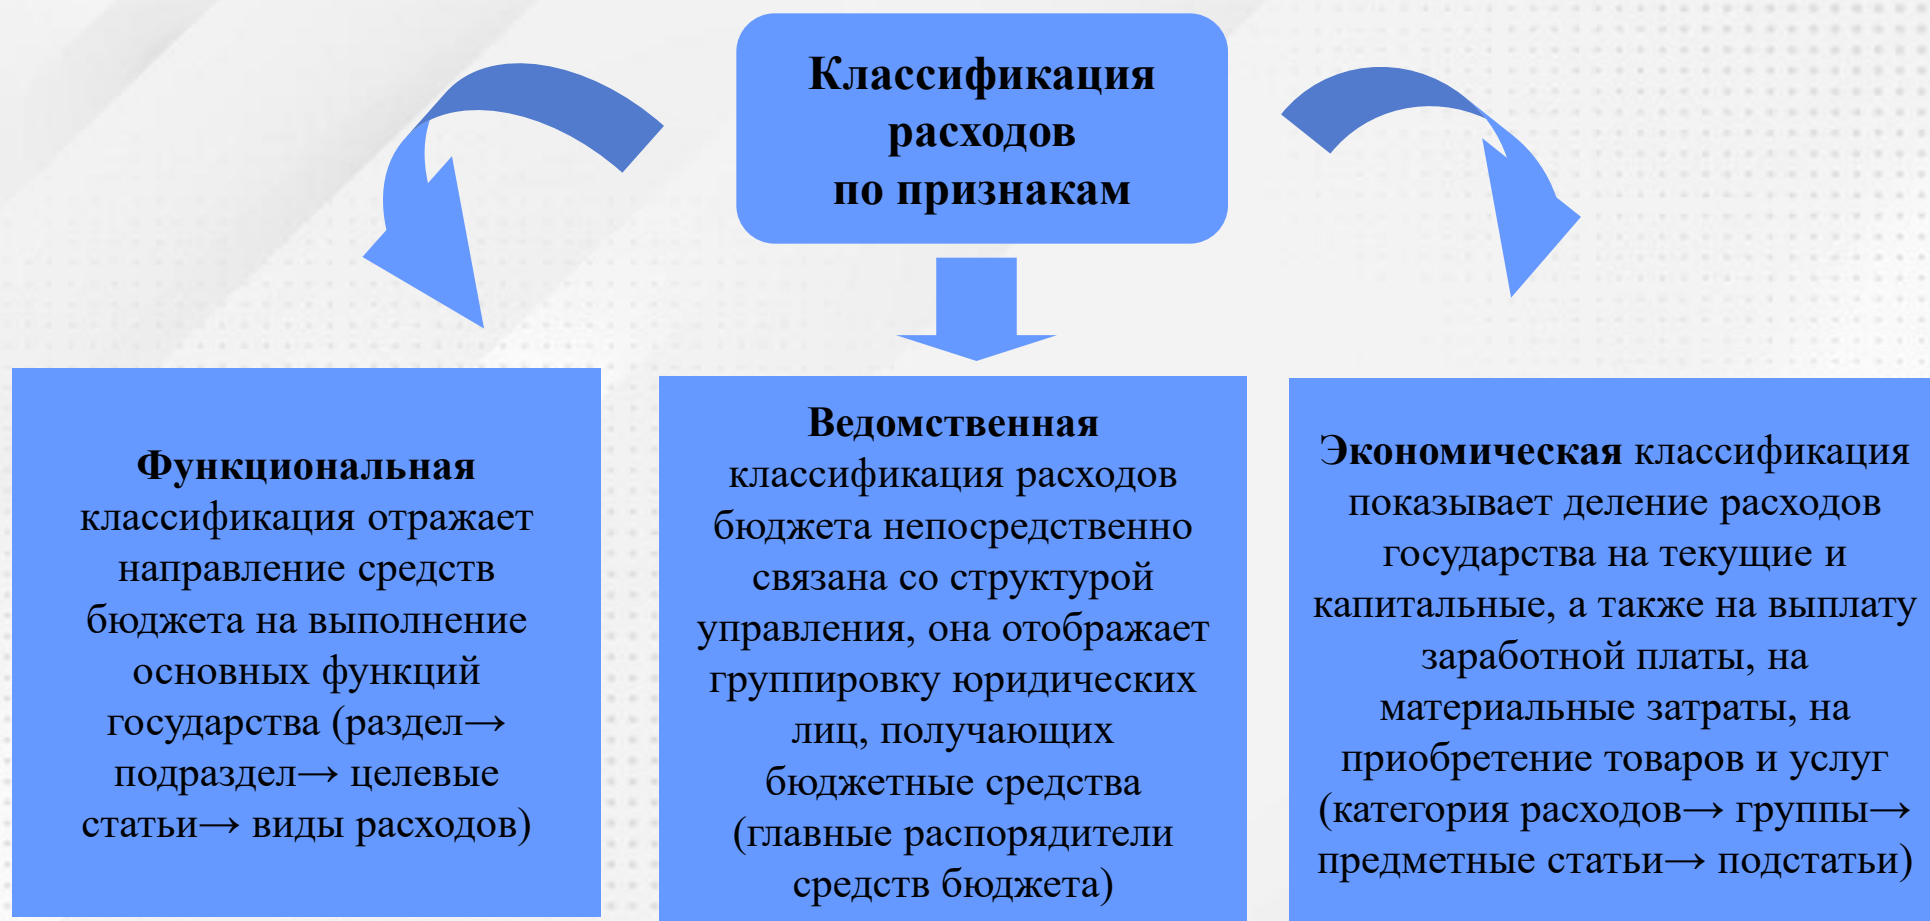 Классификация
расходов
по признакам
Функциональная
классификация отражает
направление средств
бюджета на выполнение
основных функций
государства (раздел→
подраздел→ целевые
статьи→ виды расходов)
Ведомственная
классификация расходов
бюджета непосредственно
связана со структурой
управления, она отображает
группировку юридических
лиц, получающих
бюджетные средства
(главные распорядители
средств бюджета)
Экономическая классификация
показывает деление расходов
государства на текущие и
капитальные, а также на выплату
заработной платы, на
материальные затраты, на
приобретение товаров и услуг
(категория расходов→ группы→
предметные статьи→ подстатьи)